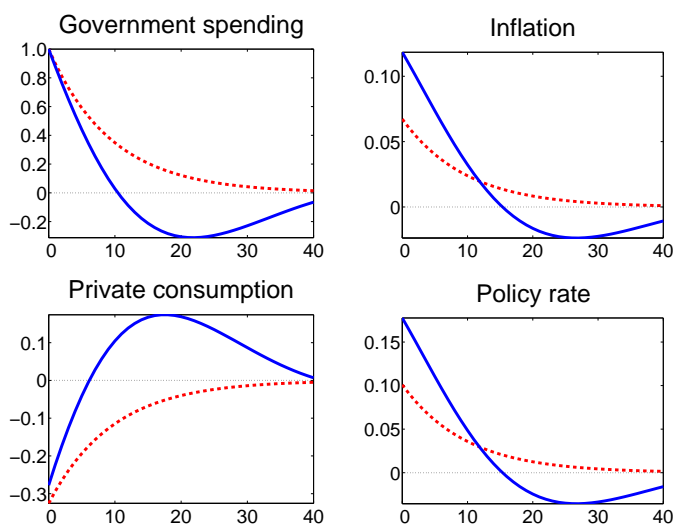 Government spending
1.0
0.8
0.6
0.4
0.2
0
−0.2
0 10 20 30 40
Inflation
0.10
0.05
0
0 10 20 30 40
Private consumption
0.1
0
−0.1
−0.2
−0.3
0 10 20 30 40
Policy rate
0.15
0.10
0.05
0
0 10 20 30 40